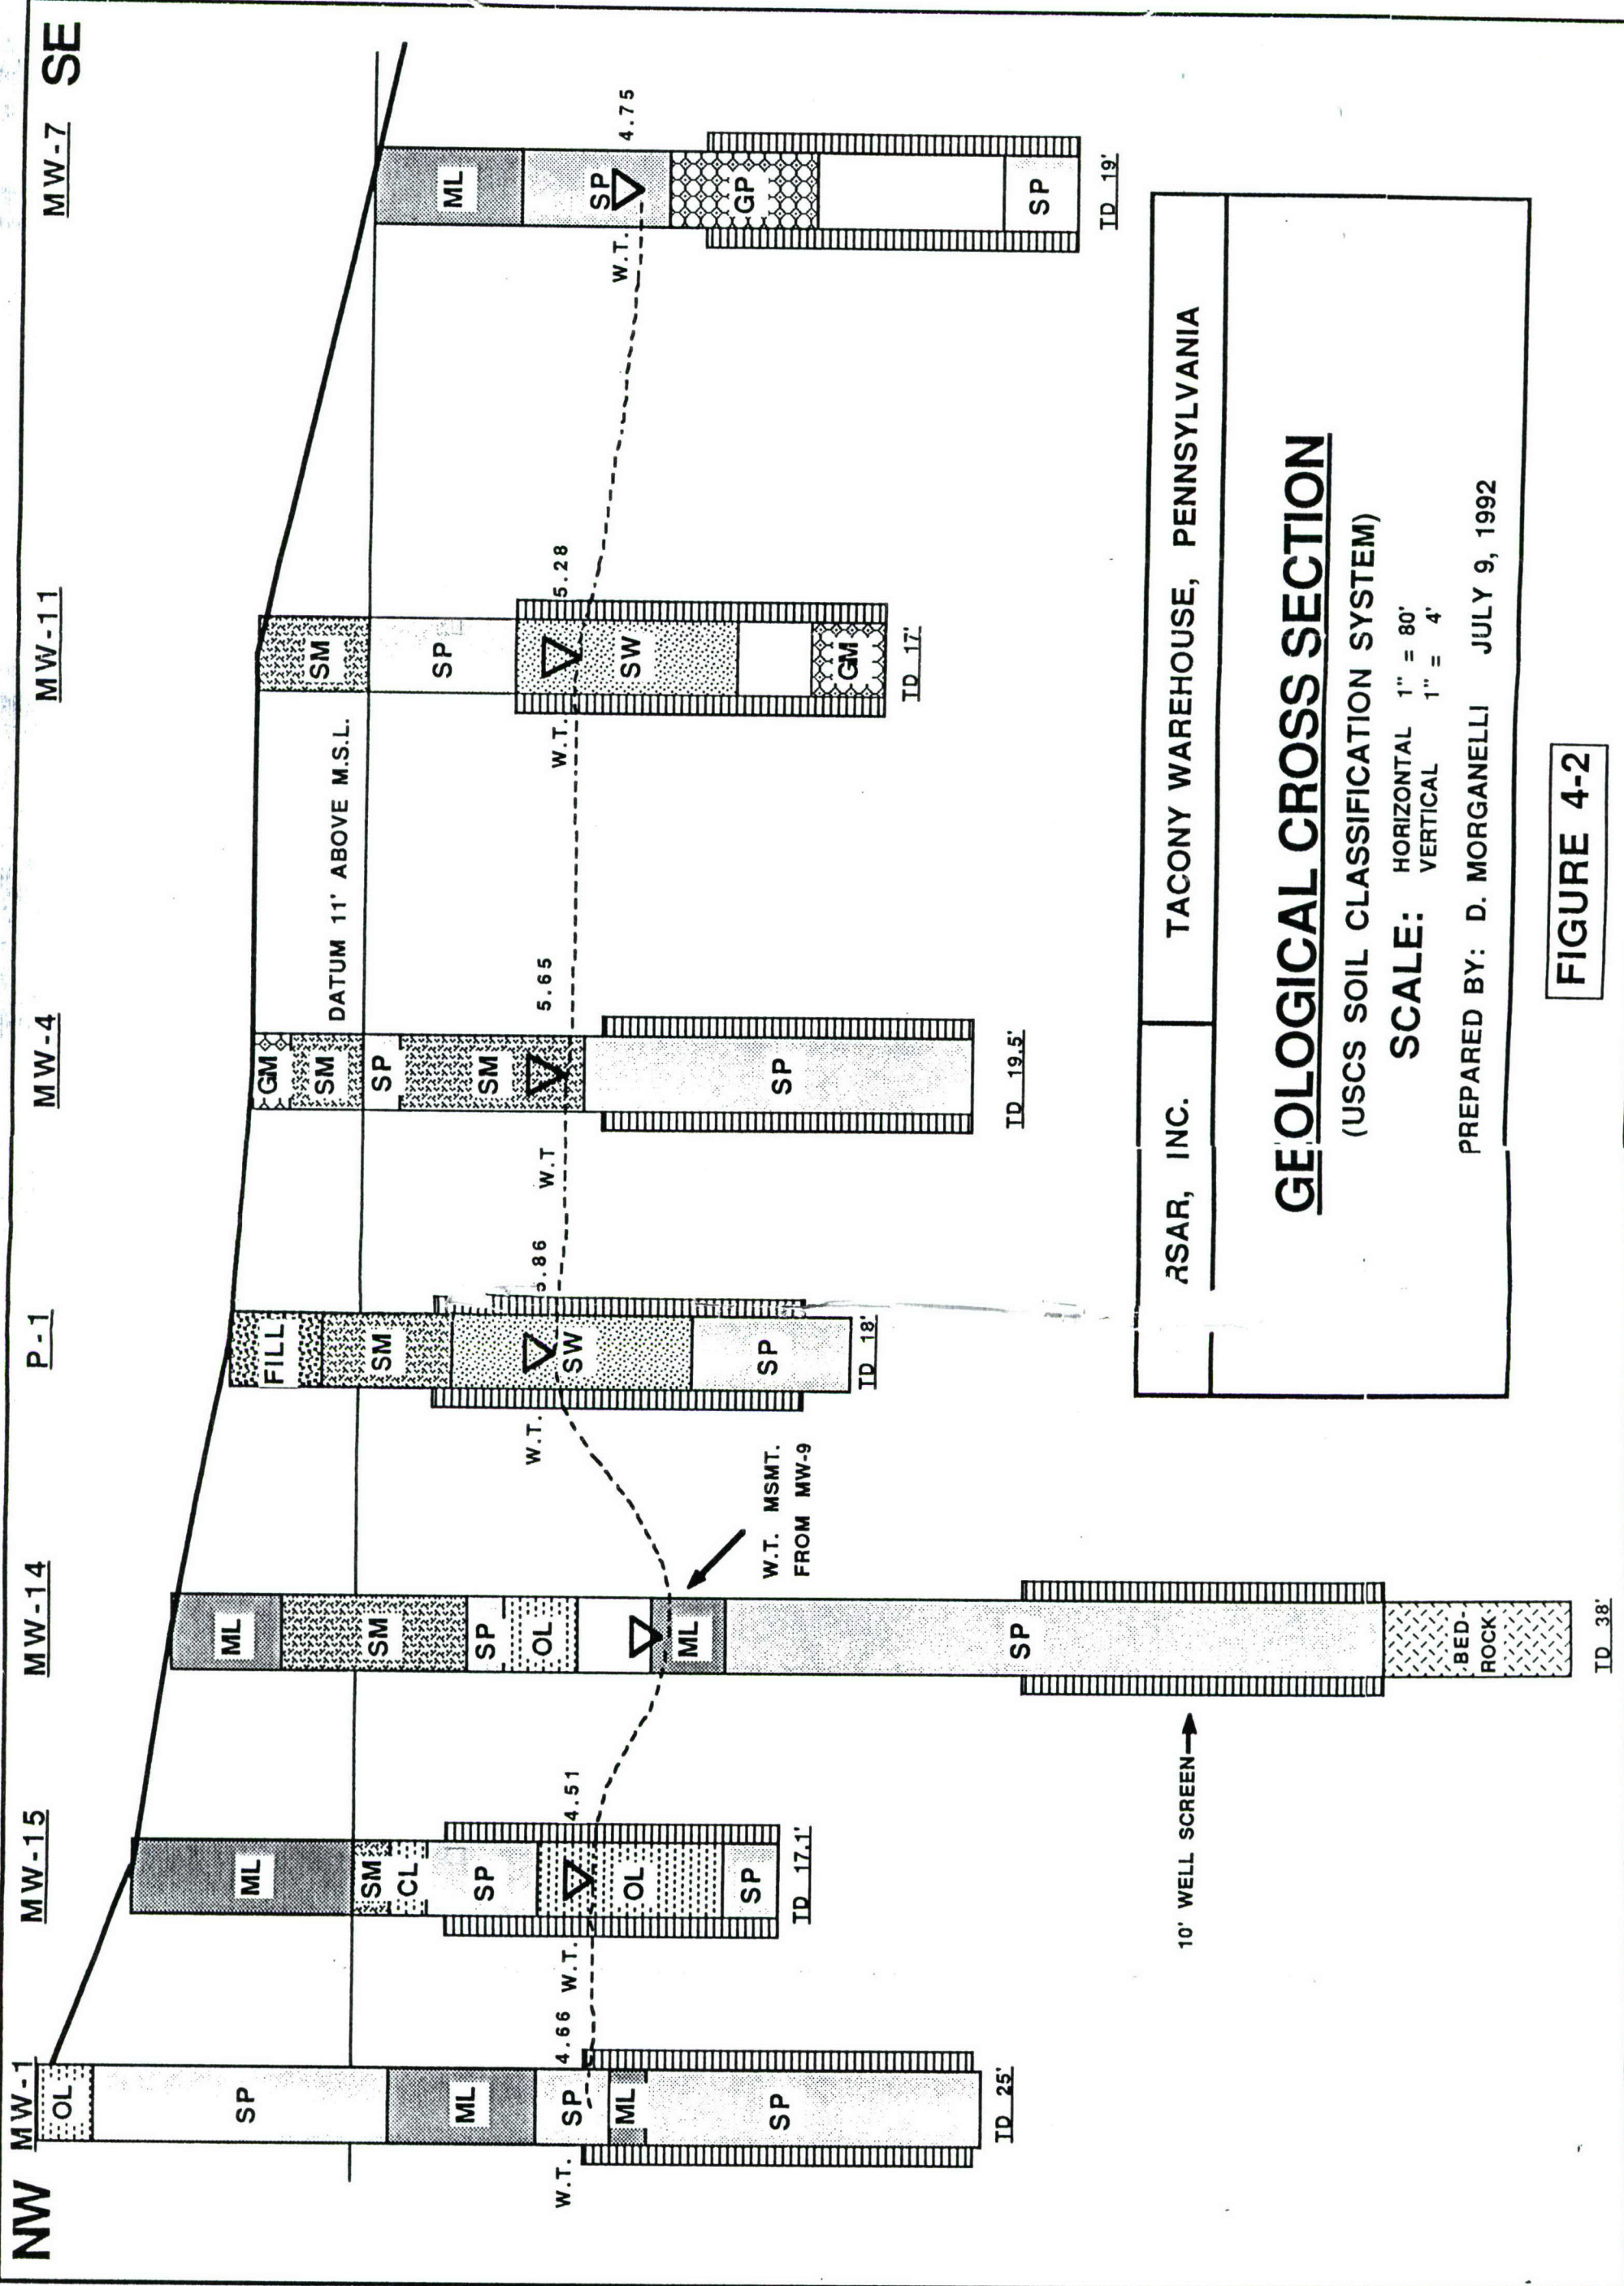 NW
SE
MW-1
MW-15
MW-14
P-1
MW-4
MW-11
MW-7
OL
SP
ML
SP
ML
SP
W.T.
4.66
TD 25'
ML
SM
CL
SP
OL
SP
W.T.
4.51
TD 17.1'
ML
SM
SP
OL
ML
SP
BED-
ROCK
TD 38'
10' WELL SCREEN
W.T. MSMT.
FROM MW-9
FILL
SM
SW
SP
W.T.
5.86
TD 18'
GM
SM
SP
SM
SP
W.T
5.65
TD 19.5'
DATUM 11' ABOVE M.S.L.
SM
SP
SW
GM
W.T.
5.28
TD 17'
ML
SP
GP
SP
W.T.
4.75
TD 19'
RSAR, INC.
TACONY WAREHOUSE, PENNSYLVANIA
GEOLOGICAL CROSS SECTION
(USCS SOIL CLASSIFICATION SYSTEM)
SCALE: HORIZONTAL 1" = 80'
VERTICAL 1" = 4'
PREPARED BY: D. MORGANELLI JULY 9, 1992
FIGURE 4-2